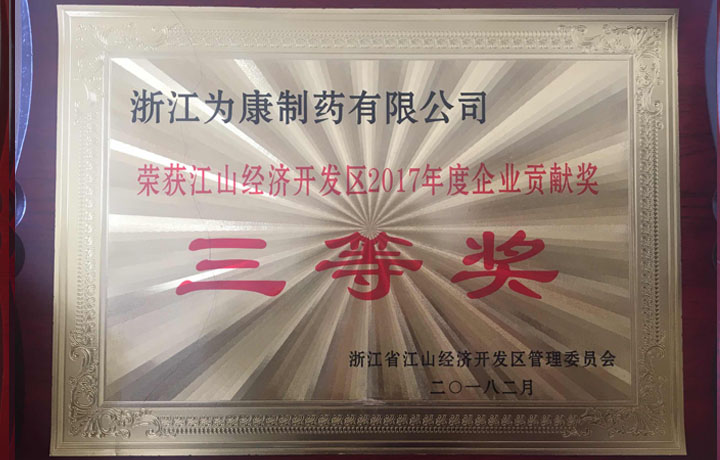 浙江为康制药有限公司
荣获江山经济开发区2017年度企业贡献奖
三等奖
浙江省江山经济开发区管理委员会
二〇一八二月